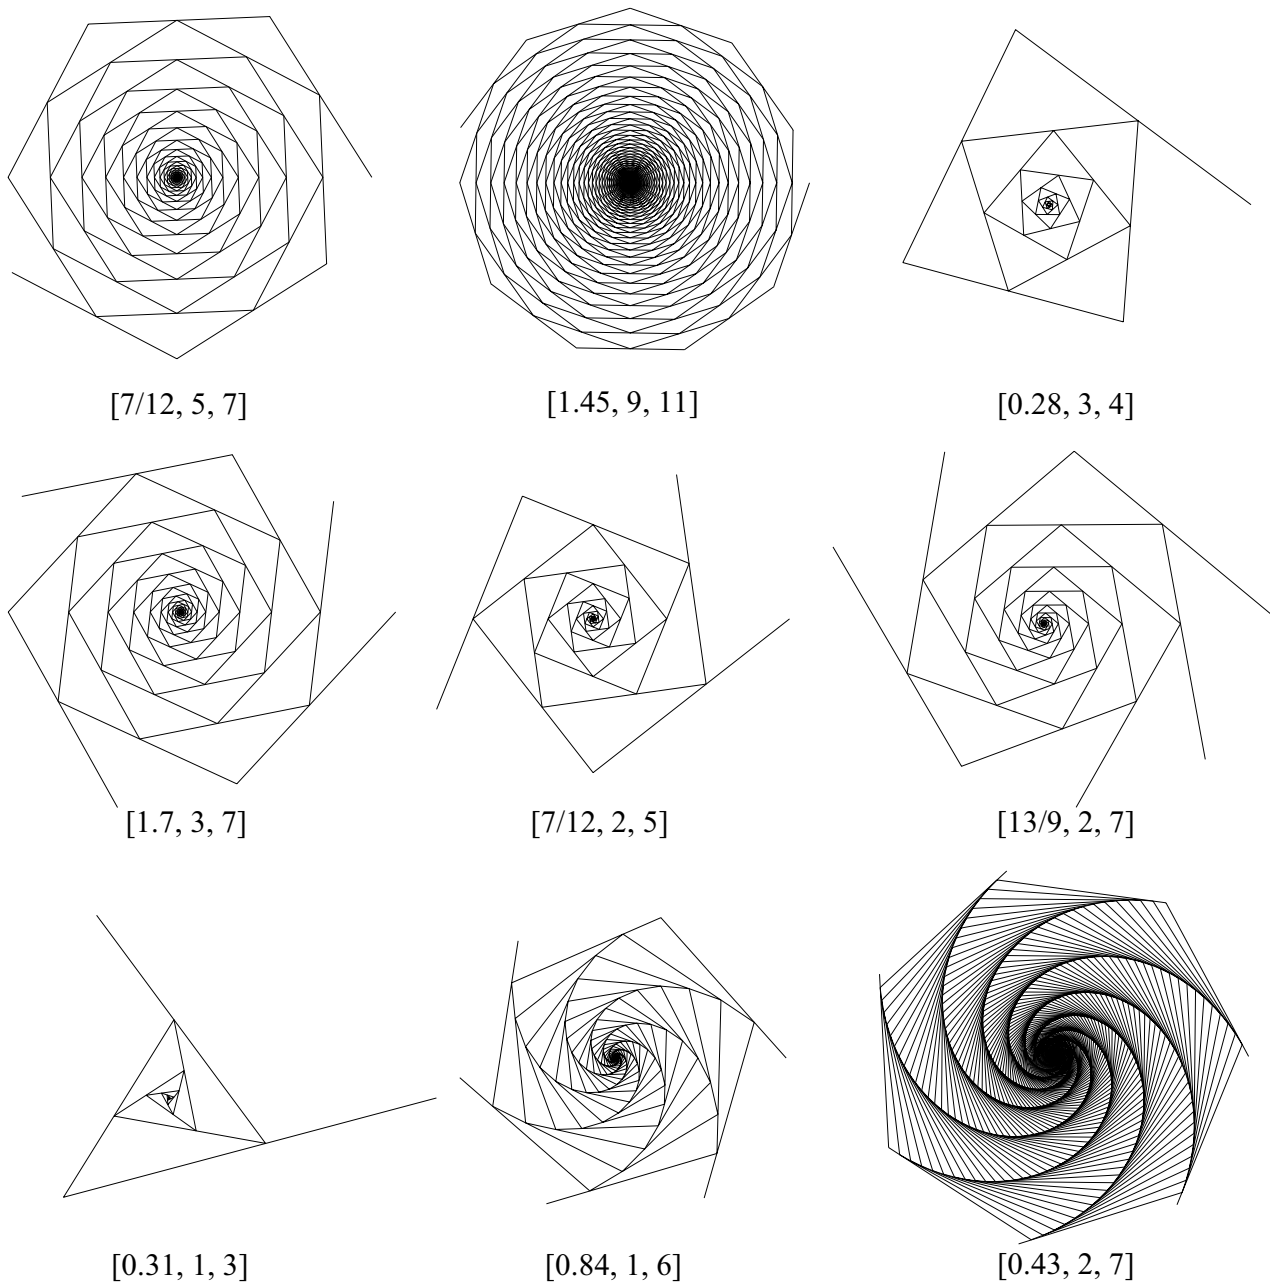 [7/12, 5, 7] [1.45, 9, 11] [0.28, 3, 4]
[1.7, 3, 7] [7/12, 2, 5] [13/9, 2, 7]
[0.31, 1, 3] [0.84, 1, 6] [0.43, 2, 7]